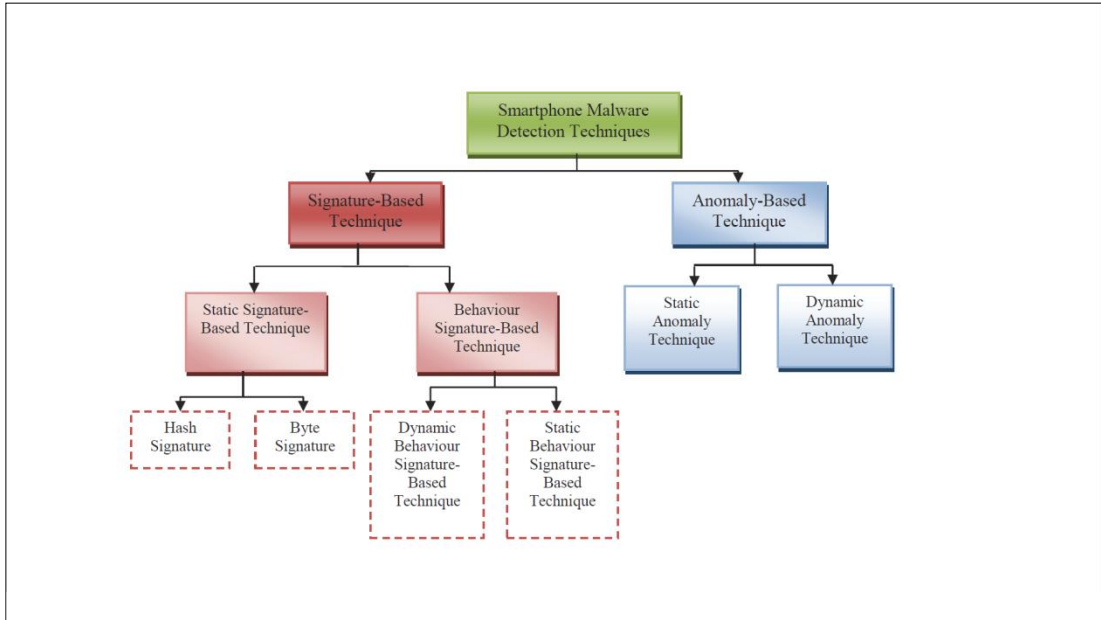 Smartphone Malware
Detection Techniques
Signature-Based
Technique
Anomaly-Based
Technique
Static Signature-
Based Technique
Behaviour
Signature-Based
Technique
Static
Anomaly
Technique
Dynamic
Anomaly
Technique
Hash
Signature
Byte
Signature
Dynamic
Behaviour
Signature-
Based
Technique
Static
Behaviour
Signature-
Based
Technique